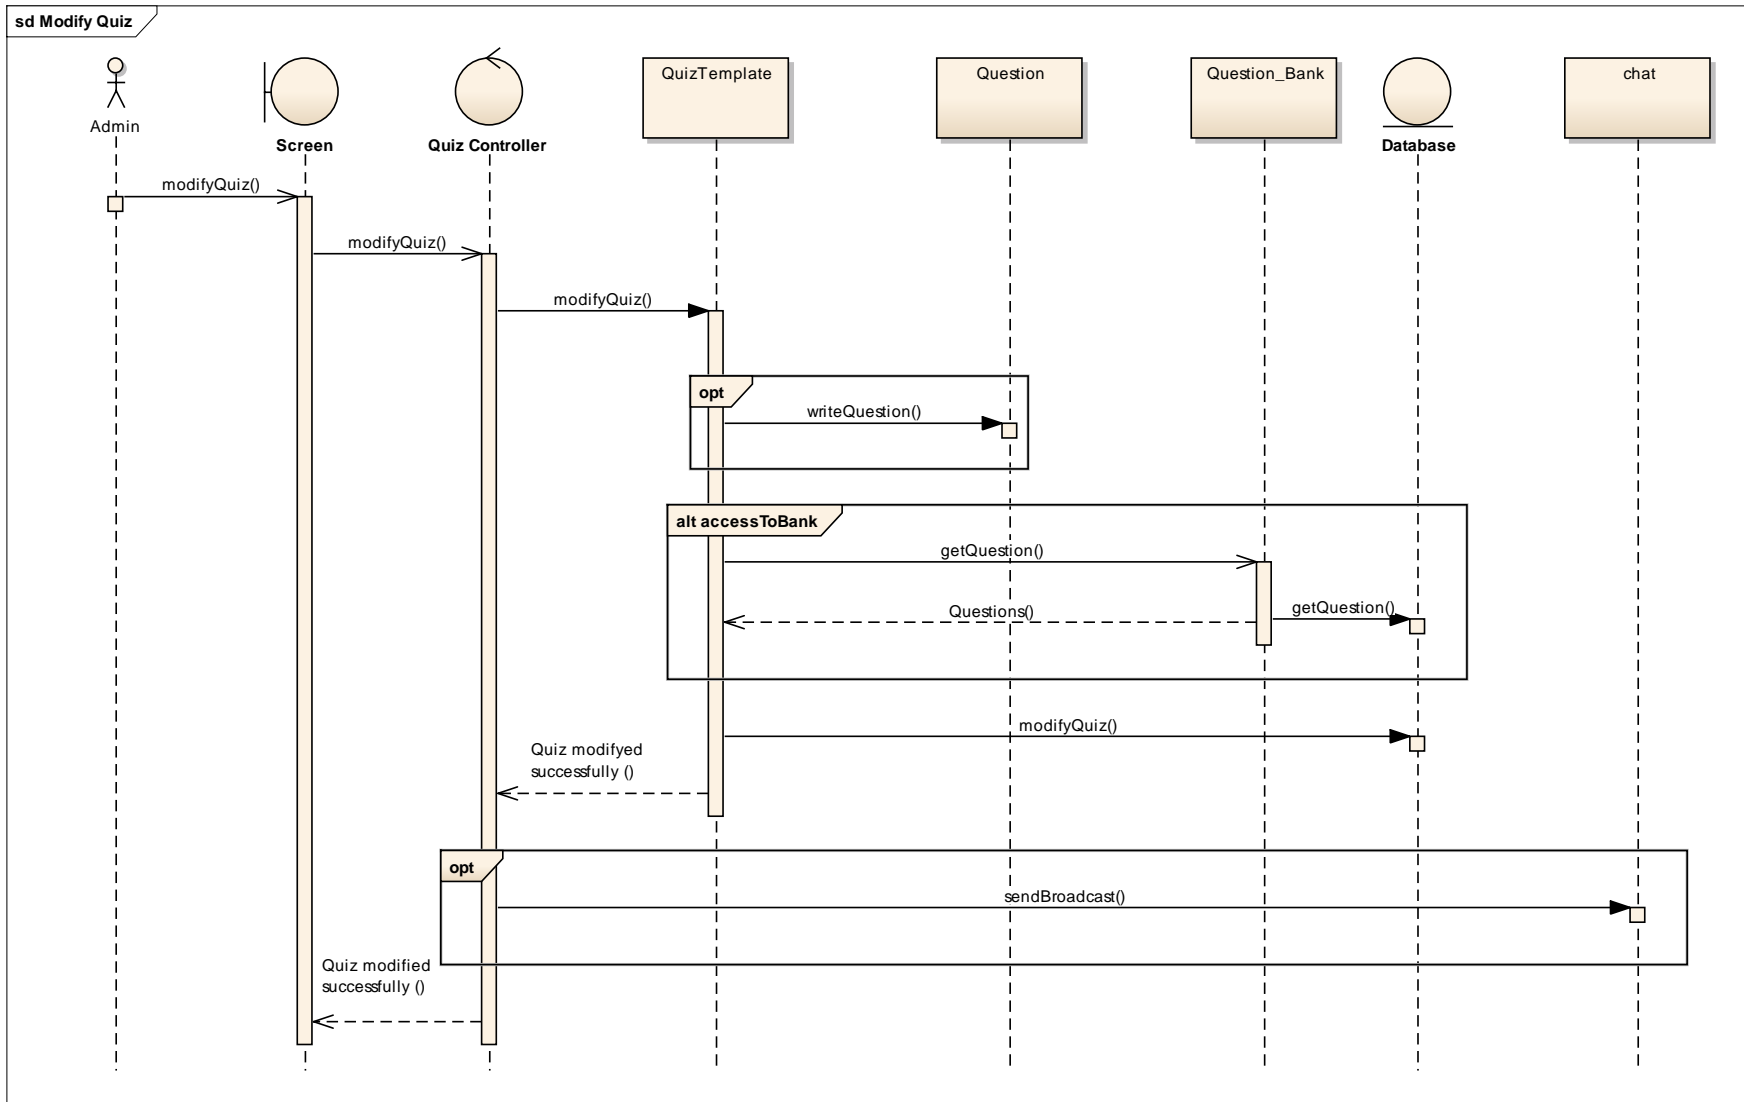 sd Modify Quiz
Admin
Screen
Quiz Controller
QuizTemplate
Question
Question_Bank
Database
chat
modifyQuiz()
modifyQuiz()
modifyQuiz()
opt
writeQuestion()
alt accessToBank
getQuestion()
Questions()
getQuestion()
modifyQuiz()
Quiz modifyed
successfully ()
opt
sendBroadcast()
Quiz modified
successfully ()